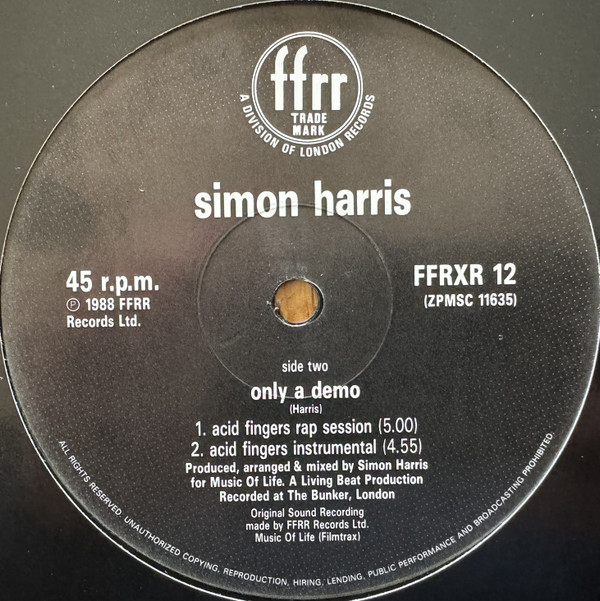 ffrr
TRADE
MARK
A DIVISION OF LONDON RECORDS
simon harris
45 r.p.m.
℗ 1988 FFRR
Records Ltd.
FFRXR 12
(ZPMSC 11635)
side two
only a demo
(Harris)
1. acid fingers rap session (5.00)
2. acid fingers instrumental (4.55)
Produced, arranged & mixed by Simon Harris
for Music Of Life. A Living Beat Production
Recorded at The Bunker, London
Original Sound Recording
made by FFRR Records Ltd.
Music Of Life (Filmtrax)
ALL RIGHTS RESERVED. UNAUTHORIZED COPYING, REPRODUCTION, HIRING, LENDING, PUBLIC PERFORMANCE AND BROADCASTING PROHIBITED.